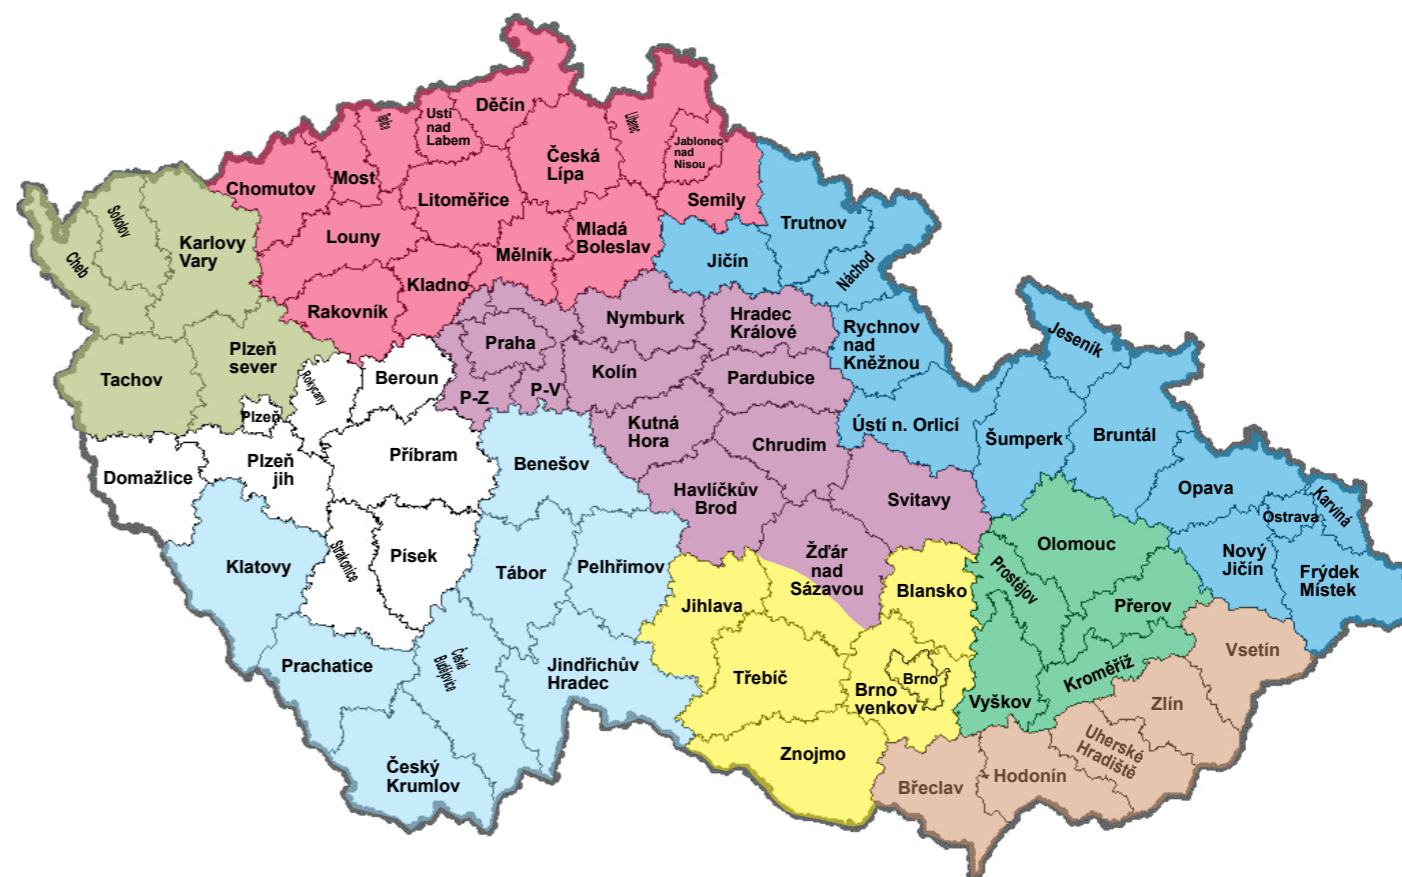 Děčín
Teplice
Ustí
nad
Labem
Liberec
Jablonec
nad
Nisou
Česká
Lípa
Most
Chomutov
Litoměřice
Semily
Sokolov
Cheb
Karlovy
Vary
Louny
Mladá
Boleslav
Mělník
Kladno
Rakovník
Trutnov
Jičín
Náchod
Nymburk
Hradec
Králové
Rychnov
nad
Kněžnou
Jeseník
Praha
Plzeň
sever
Tachov
Rokycany
Beroun
P-Z
P-V
Kolín
Pardubice
Plzeň
Kutná
Hora
Chrudim
Ústí n. Orlicí
Šumperk
Bruntál
Domažlice
Plzeň
jih
Příbram
Benešov
Havlíčkův
Brod
Svitavy
Opava
Ostrava
Karviná
Klatovy
Strakonice
Písek
Tábor
Pelhřimov
Žďár
nad
Sázavou
Olomouc
Nový
Jičín
Frýdek
Místek
Jihlava
Blansko
Prostějov
Přerov
Prachatice
České
Budějovice
Jindřichův
Hradec
Třebíč
Brno
venkov
Brno
Vyškov
Kroměříž
Vsetín
Zlín
Český
Krumlov
Znojmo
Břeclav
Hodonín
Uherské
Hradiště